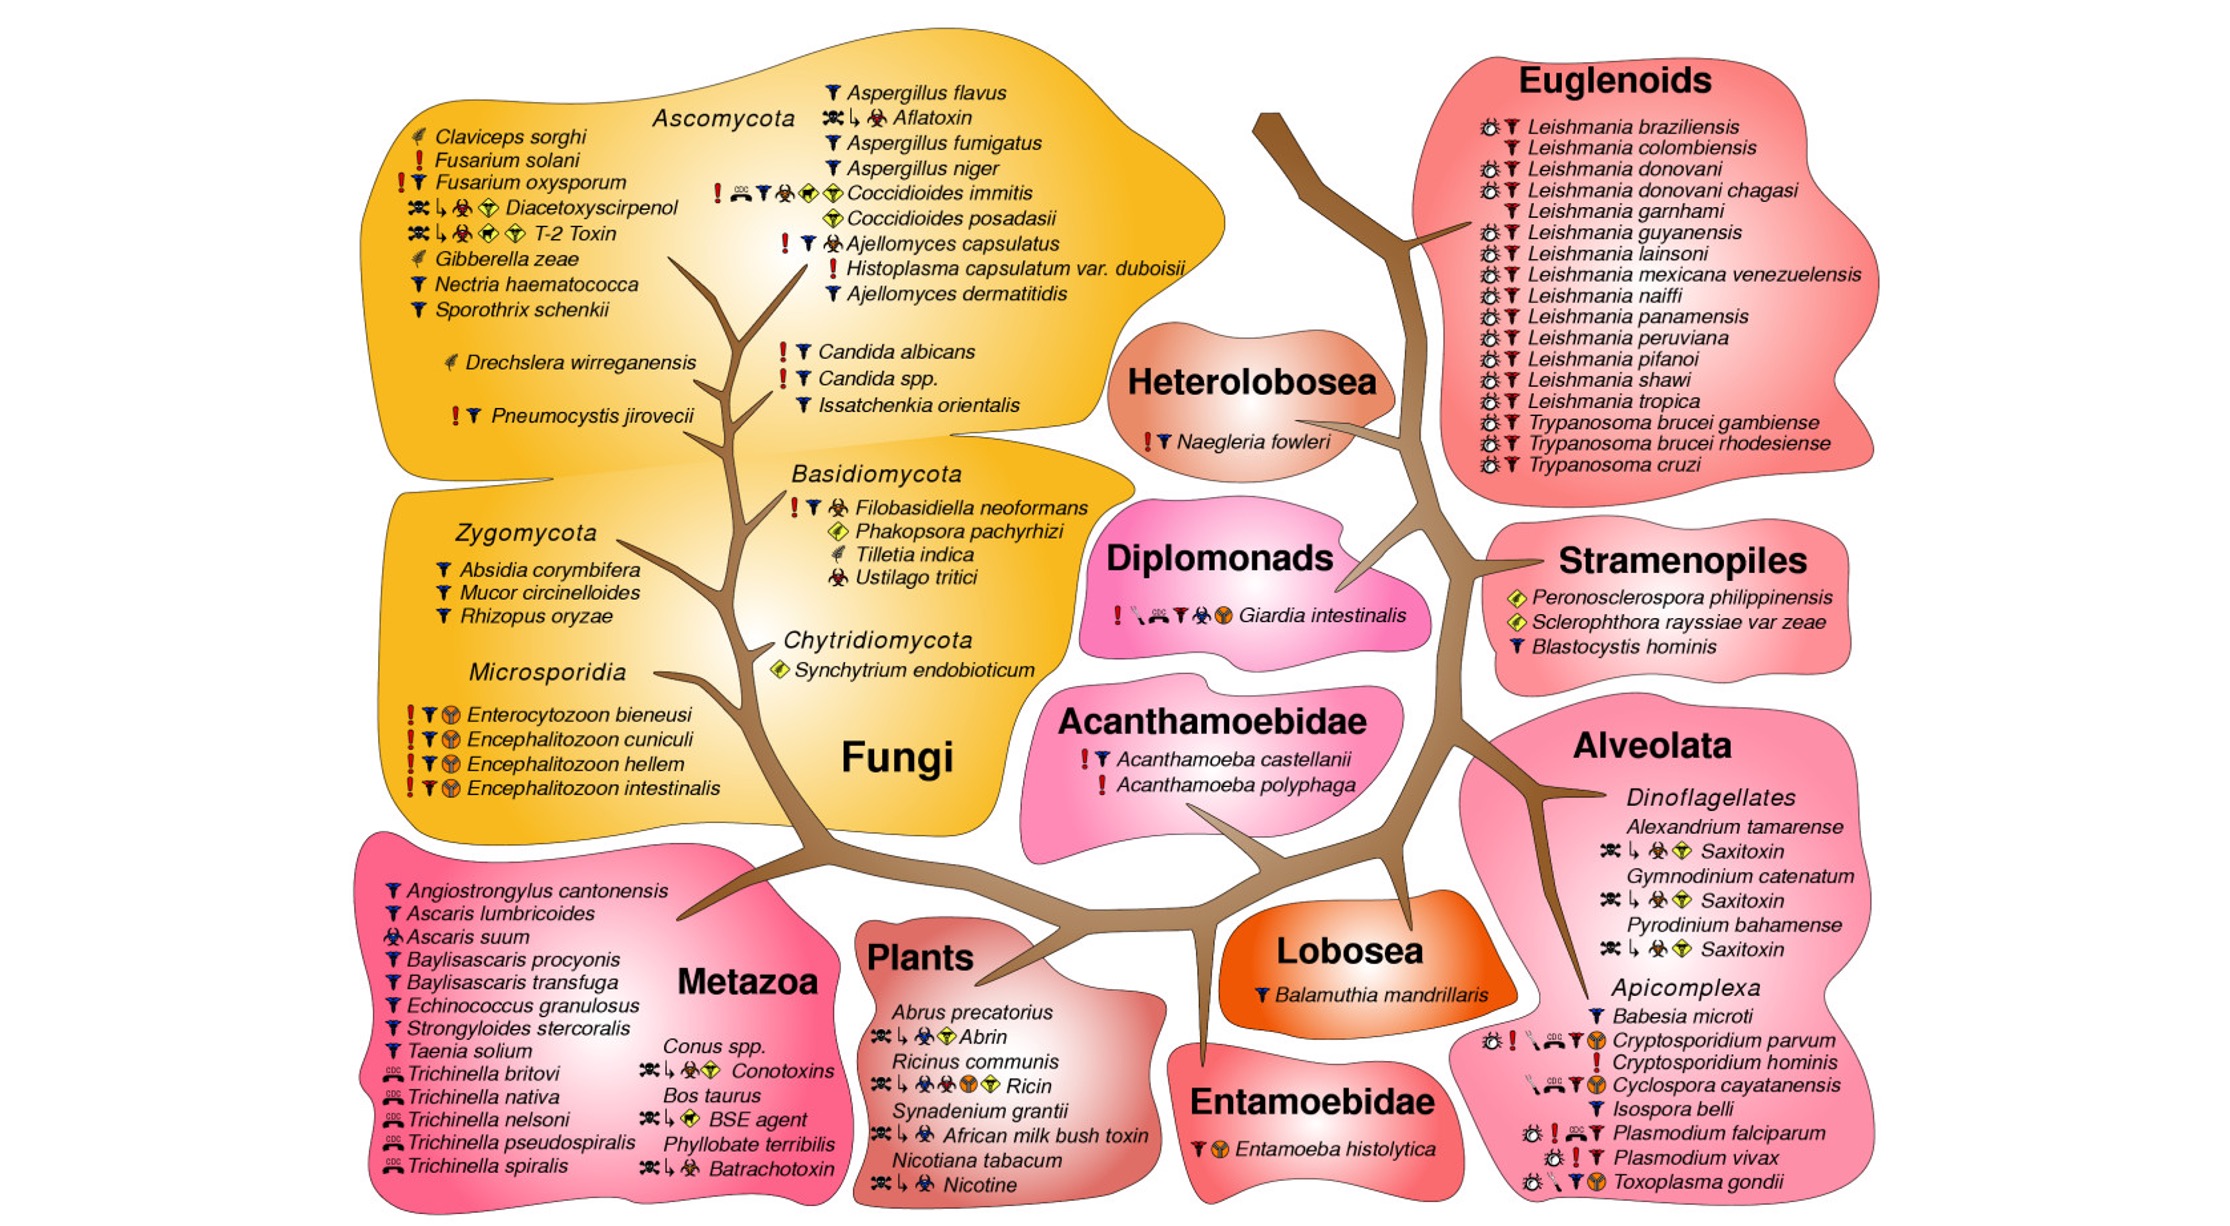 Ascomycota
Claviceps sorghi
Fusarium solani
Fusarium oxysporum
Diacetoxyscirpenol
T-2 Toxin
Gibberella zeae
Nectria haematococca
Sporothrix schenkii
Drechslera wirreganensis
Pneumocystis jirovecii
Aspergillus flavus
Aflatoxin
Aspergillus fumigatus
Aspergillus niger
CDC Coccidioides immitis
Coccidioides posadasii
Ajellomyces capsulatus
Histoplasma capsulatum var. duboisii
Ajellomyces dermatitidis
Candida albicans
Candida spp.
Issatchenkia orientalis
Basidiomycota
Filobasidiella neoformans
Phakopsora pachyrhizi
Tilletia indica
Ustilago tritici
Zygomycota
Absidia corymbifera
Mucor circinelloides
Rhizopus oryzae
Chytridiomycota
Synchytrium endobioticum
Microsporidia
Enterocytozoon bieneusi
Encephalitozoon cuniculi
Encephalitozoon hellem
Encephalitozoon intestinalis
Fungi
Euglenoids
Leishmania braziliensis
Leishmania colombiensis
Leishmania donovani
Leishmania donovani chagasi
Leishmania garnhami
Leishmania guyanensis
Leishmania lainsoni
Leishmania mexicana venezuelensis
Leishmania naiffi
Leishmania panamensis
Leishmania peruviana
Leishmania pifanoi
Leishmania shawi
Leishmania tropica
Trypanosoma brucei gambiense
Trypanosoma brucei rhodesiense
Trypanosoma cruzi
Heterolobosea
Naegleria fowleri
Diplomonads
CDC Giardia intestinalis
Stramenopiles
Peronosclerospora philippinensis
Sclerophthora rayssiae var zeae
Blastocystis hominis
Acanthamoebidae
Acanthamoeba castellanii
Acanthamoeba polyphaga
Alveolata
Dinoflagellates
Alexandrium tamarense
Saxitoxin
Gymnodinium catenatum
Saxitoxin
Pyrodinium bahamense
Saxitoxin
Apicomplexa
Babesia microti
CDC Cryptosporidium parvum
Cryptosporidium hominis
CDC Cyclospora cayatanensis
Isospora belli
CDC Plasmodium falciparum
Plasmodium vivax
Toxoplasma gondii
Metazoa
Angiostrongylus cantonensis
Ascaris lumbricoides
Ascaris suum
Baylisascaris procyonis
Baylisascaris transfuga
Echinococcus granulosus
Strongyloides stercoralis
Taenia solium
CDC Trichinella britovi
CDC Trichinella nativa
CDC Trichinella nelsoni
CDC Trichinella pseudospiralis
CDC Trichinella spiralis
Conus spp.
Conotoxins
Bos taurus
BSE agent
Phyllobate terribilis
Batrachotoxin
Plants
Abrus precatorius
Abrin
Ricinus communis
Ricin
Synadenium grantii
African milk bush toxin
Nicotiana tabacum
Nicotine
Lobosea
Balamuthia mandrillaris
Entamoebidae
Entamoeba histolytica